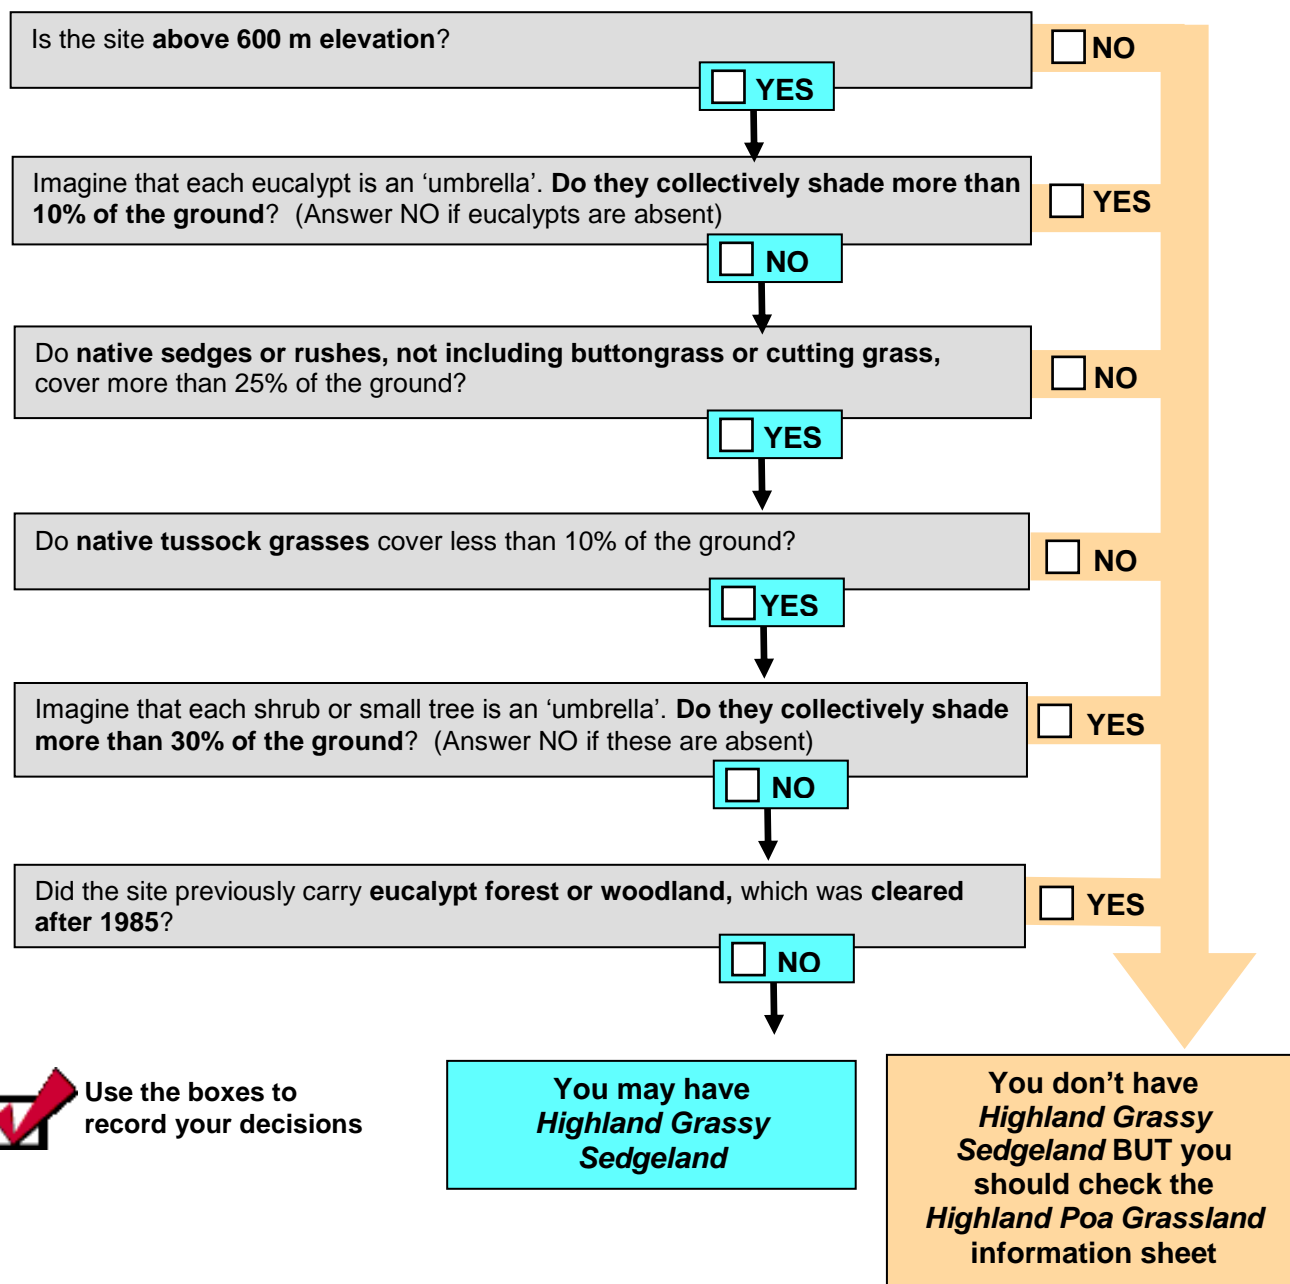 Is the site above 600 m elevation?
NO
YES
Imagine that each eucalypt is an ‘umbrella’. Do they collectively shade more than
10% of the ground? (Answer NO if eucalypts are absent)
YES
NO
Do native sedges or rushes, not including buttongrass or cutting grass,
cover more than 25% of the ground?
NO
YES
Do native tussock grasses cover less than 10% of the ground?
NO
YES
Imagine that each shrub or small tree is an ‘umbrella’. Do they collectively shade
more than 30% of the ground? (Answer NO if these are absent)
YES
NO
Did the site previously carry eucalypt forest or woodland, which was cleared
after 1985?
YES
NO
Use the boxes to
record your decisions
You may have
Highland Grassy
Sedgeland
You don’t have
Highland Grassy
Sedgeland BUT you
should check the
Highland Poa Grassland
information sheet